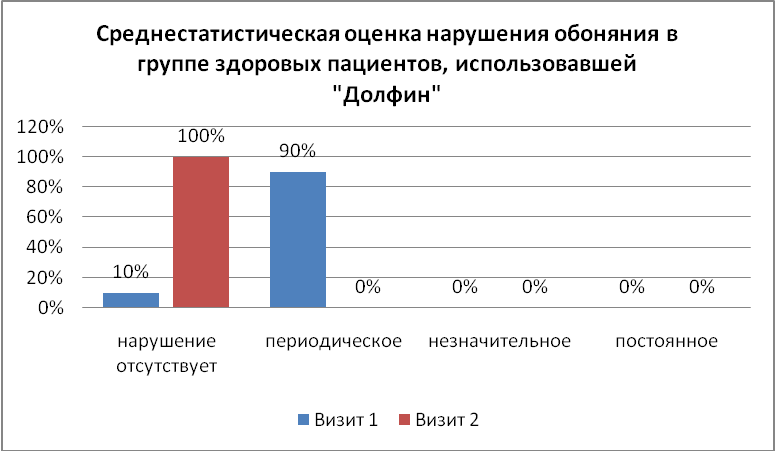 Среднестатистическая оценка нарушения обоняния в
группе здоровых пациентов, использовавшей
"Долфин"
120%
100%
80%
60%
40%
20%
0%
10%
100%
90%
0%
0%
0%
0%
0%
нарушение
отсутствует
периодическое
незначительное
постоянное
Визит 1
Визит 2